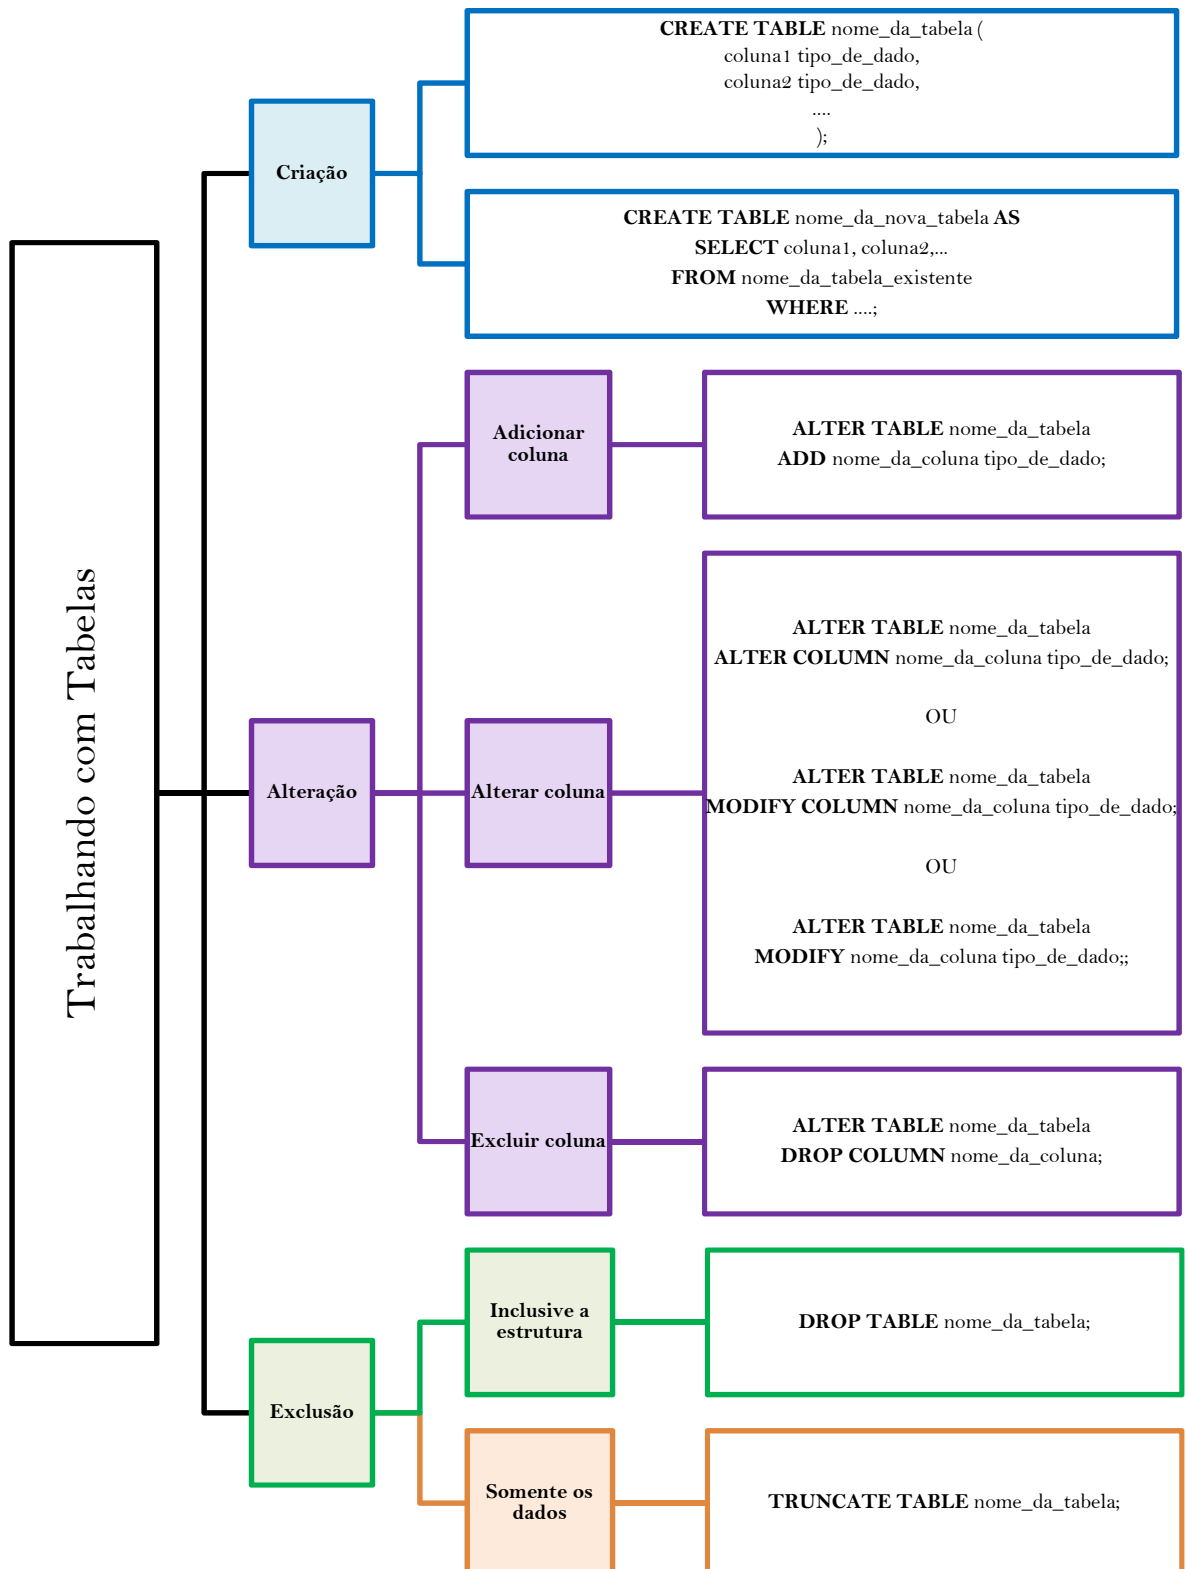 Trabalhando com Tabelas
Criação
CREATE TABLE nome_da_tabela (
coluna1 tipo_de_dado,
coluna2 tipo_de_dado,
....
);
CREATE TABLE nome_da_nova_tabela AS
SELECT coluna1, coluna2,...
FROM nome_da_tabela_existente
WHERE ....;
Alteração
Adicionar
coluna
ALTER TABLE nome_da_tabela
ADD nome_da_coluna tipo_de_dado;
Alterar coluna
ALTER TABLE nome_da_tabela
ALTER COLUMN nome_da_coluna tipo_de_dado;
OU
ALTER TABLE nome_da_tabela
MODIFY COLUMN nome_da_coluna tipo_de_dado;
OU
ALTER TABLE nome_da_tabela
MODIFY nome_da_coluna tipo_de_dado;;
Excluir coluna
ALTER TABLE nome_da_tabela
DROP COLUMN nome_da_coluna;
Exclusão
Inclusive a
estrutura
DROP TABLE nome_da_tabela;
Somente os
dados
TRUNCATE TABLE nome_da_tabela;